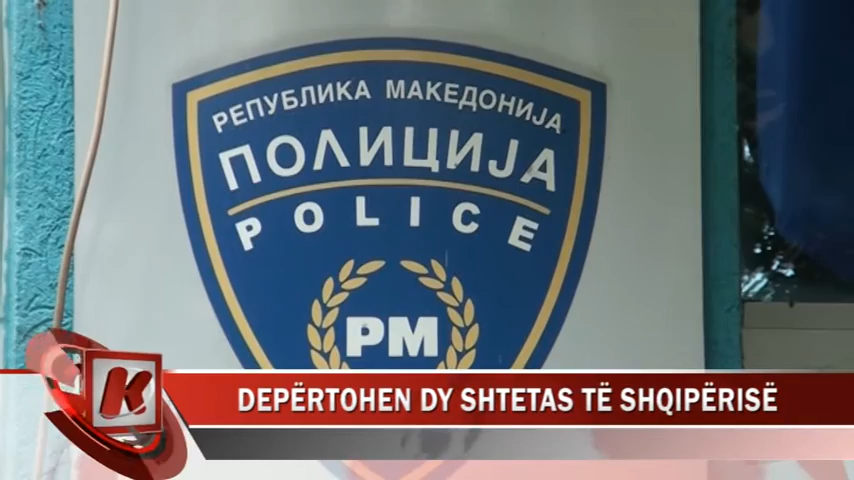 РЕПУБЛИКА МАКЕДОНИЈА
ПОЛИЦИЈА
POLICE
РМ
K
DEPËRTOHEN DY SHTETAS TË SHQIPËRISË